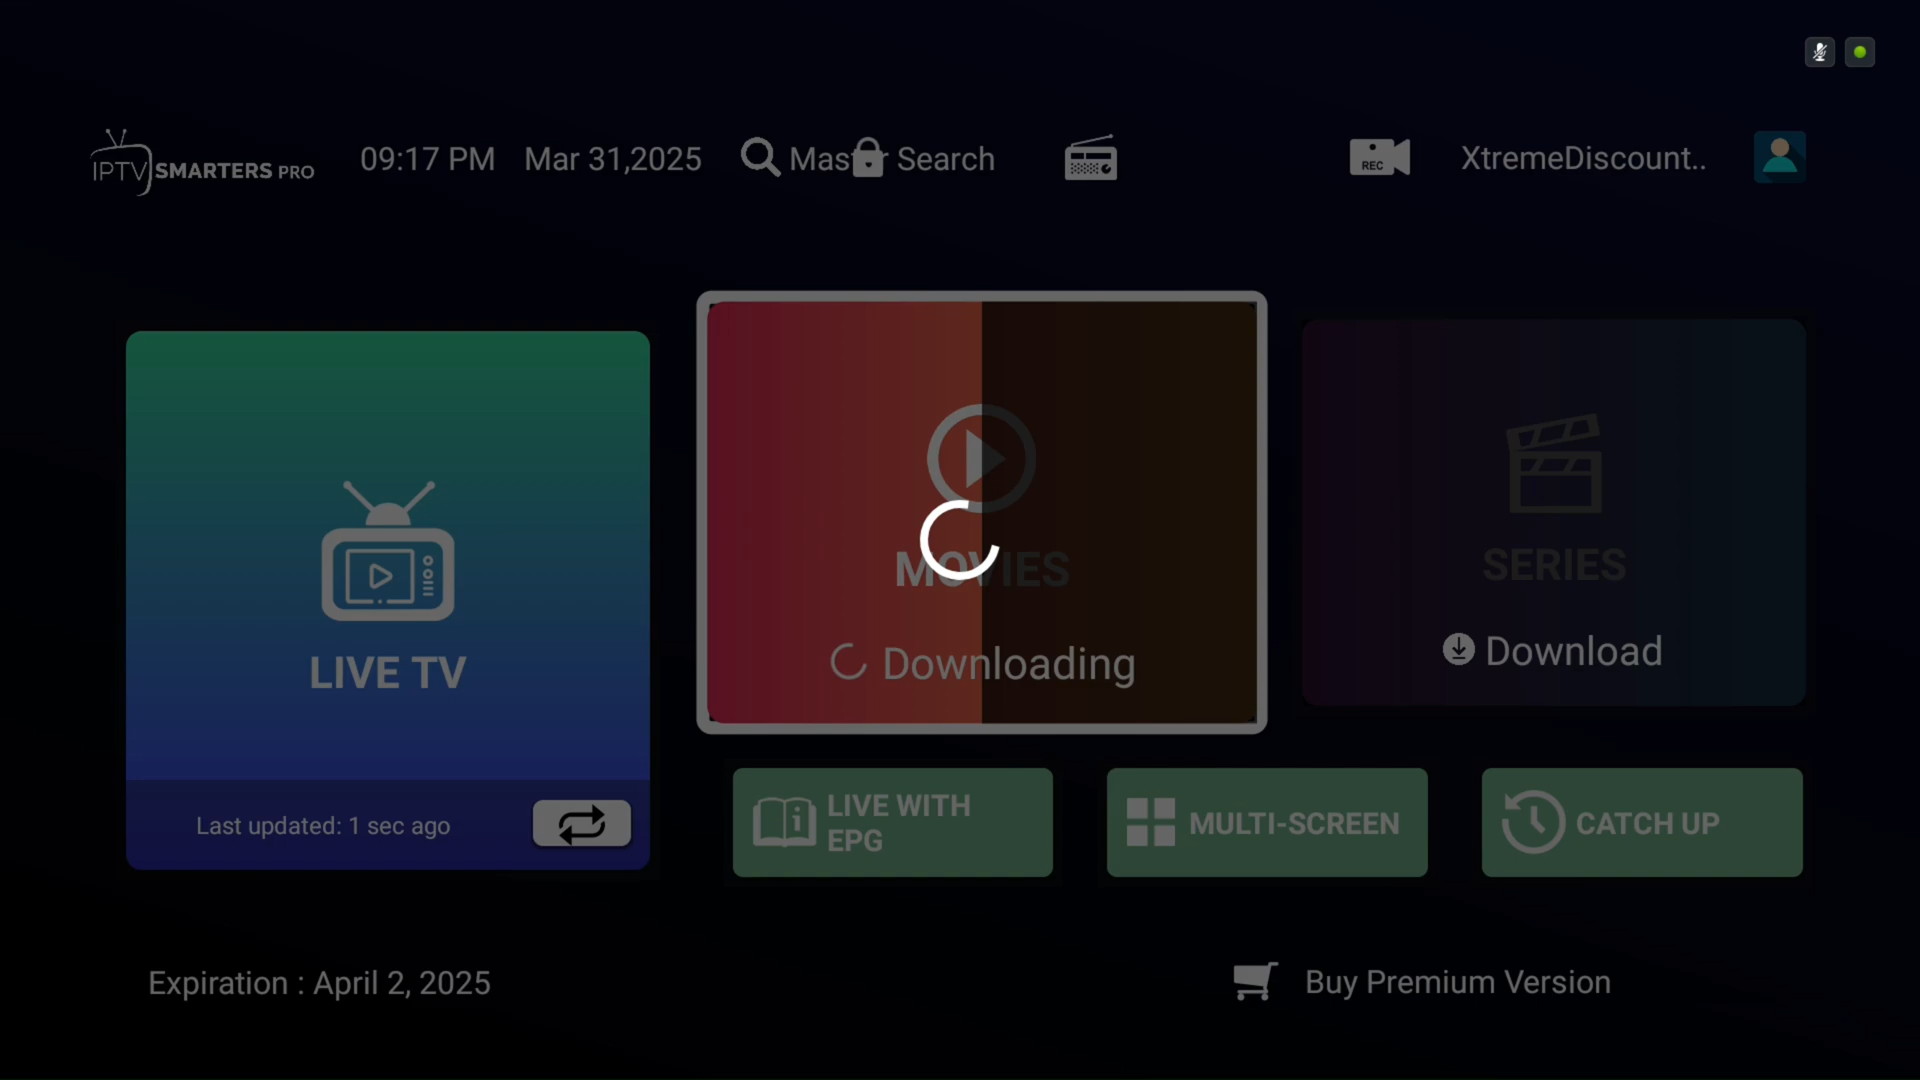 IPTV SMARTERS PRO
09:17 PM Mar 31,2025
Master Search
REC
XtremeDiscount..
LIVE TV
Last updated: 1 sec ago
MOVIES
Downloading
SERIES
Download
LIVE WITH
EPG
MULTI-SCREEN
CATCH UP
Expiration : April 2, 2025
Buy Premium Version